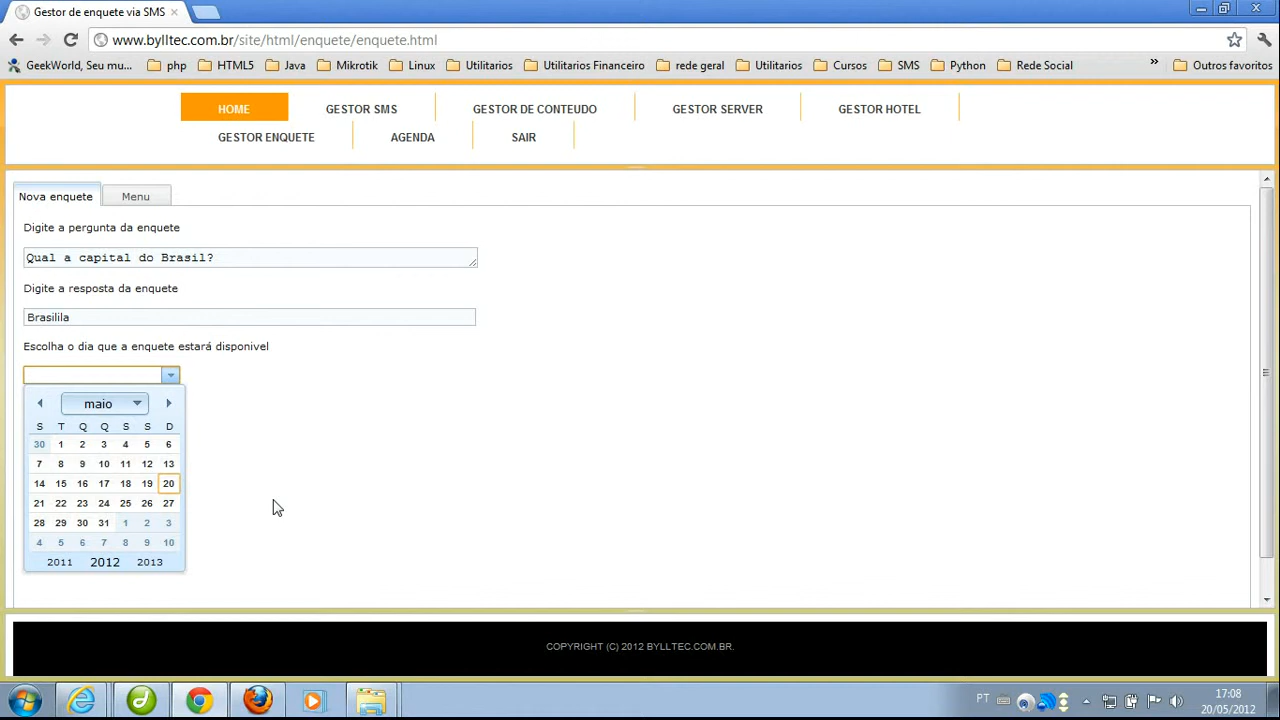 Gestor de enquete via SMS
www.bylltec.com.br/site/html/enquete/enquete.html
GeekWorld, Seu mu... php HTML5 Java Mikrotik Linux Utilitarios Utilitarios Financeiro rede geral Utilitarios Cursos SMS Python Rede Social » Outros favoritos
HOME GESTOR SMS GESTOR DE CONTEUDO GESTOR SERVER GESTOR HOTEL
GESTOR ENQUETE AGENDA SAIR
Nova enquete Menu
Digite a pergunta da enquete
Qual a capital do Brasil?
Digite a resposta da enquete
Brasilila
Escolha o dia que a enquete estará disponivel
maio
S T Q Q S S D
30 1 2 3 4 5 6
7 8 9 10 11 12 13
14 15 16 17 18 19 20
21 22 23 24 25 26 27
28 29 30 31 1 2 3
4 5 6 7 8 9 10
2011 2012 2013
COPYRIGHT (C) 2012 BYLLTEC.COM.BR.
PT 17:08
20/05/2012